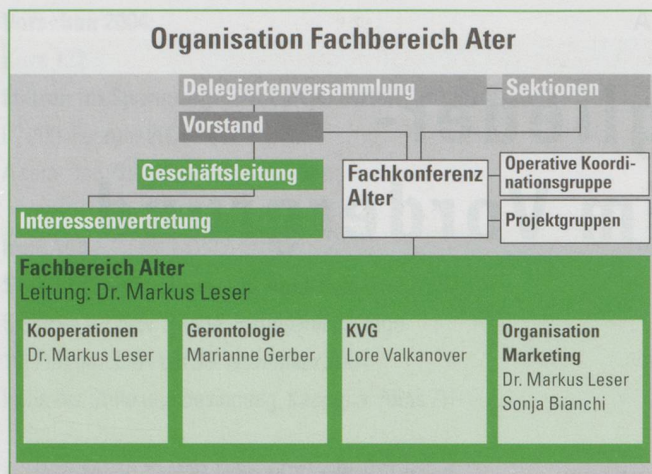 Organisation Fachbereich Ater
Delegiertenversammlung
Sektionen
Vorstand
Geschäftsleitung
Fachkonferenz
Alter
Operative Koordi-
nationsgruppe
Interessenvertretung
Projektgruppen
Fachbereich Alter
Leitung: Dr. Markus Leser
Kooperationen
Dr. Markus Leser
Gerontologie
Marianne Gerber
KVG
Lore Valkanover
Organisation
Marketing
Dr. Markus Leser
Sonja Bianchi